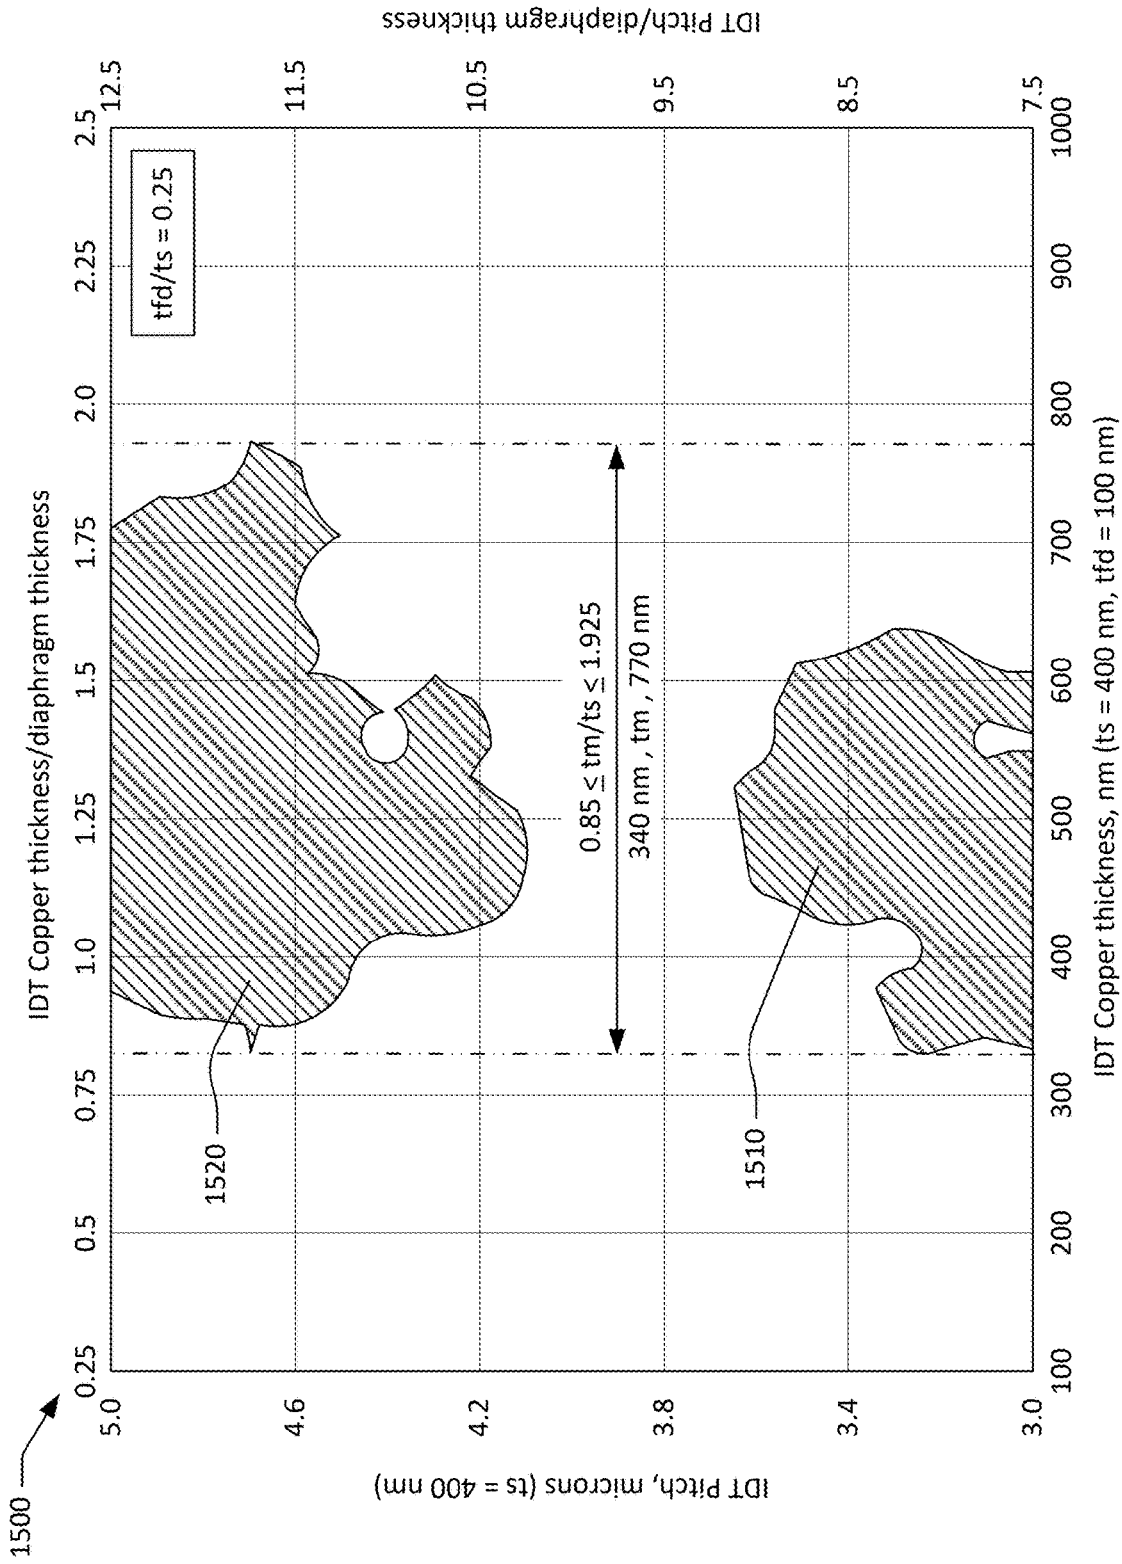 1500
IDT Copper thickness/diaphragm thickness
0.25 0.5 0.75 1.0 1.25 1.5 1.75 2.0 2.25 2.5
5.0
4.6
4.2
3.8
3.4
3.0
IDT Pitch, microns (ts = 400 nm)
12.5
11.5
10.5
9.5
8.5
7.5
IDT Pitch/diaphragm thickness
tfd/ts = 0.25
1520
0.85 ≤ tm/ts ≤ 1.925
340 nm , tm , 770 nm
1510
100 200 300 400 500 600 700 800 900 1000
IDT Copper thickness, nm (ts = 400 nm, tfd = 100 nm)